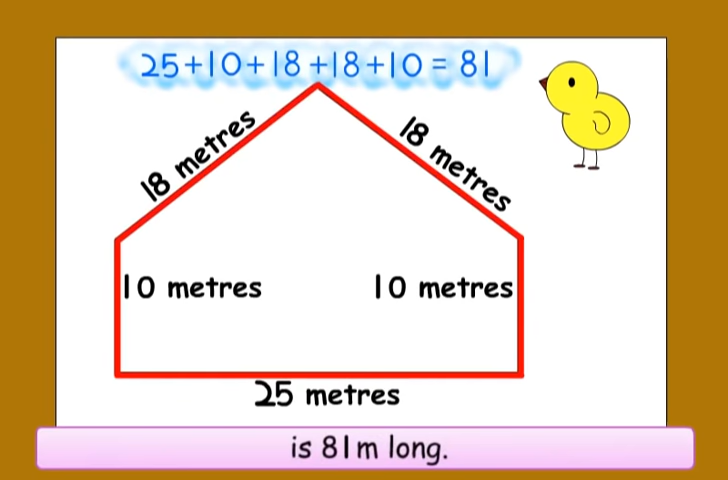 25+10+18+18+10 = 81
18 metres
18 metres
10 metres
10 metres
25 metres
is 81m long.